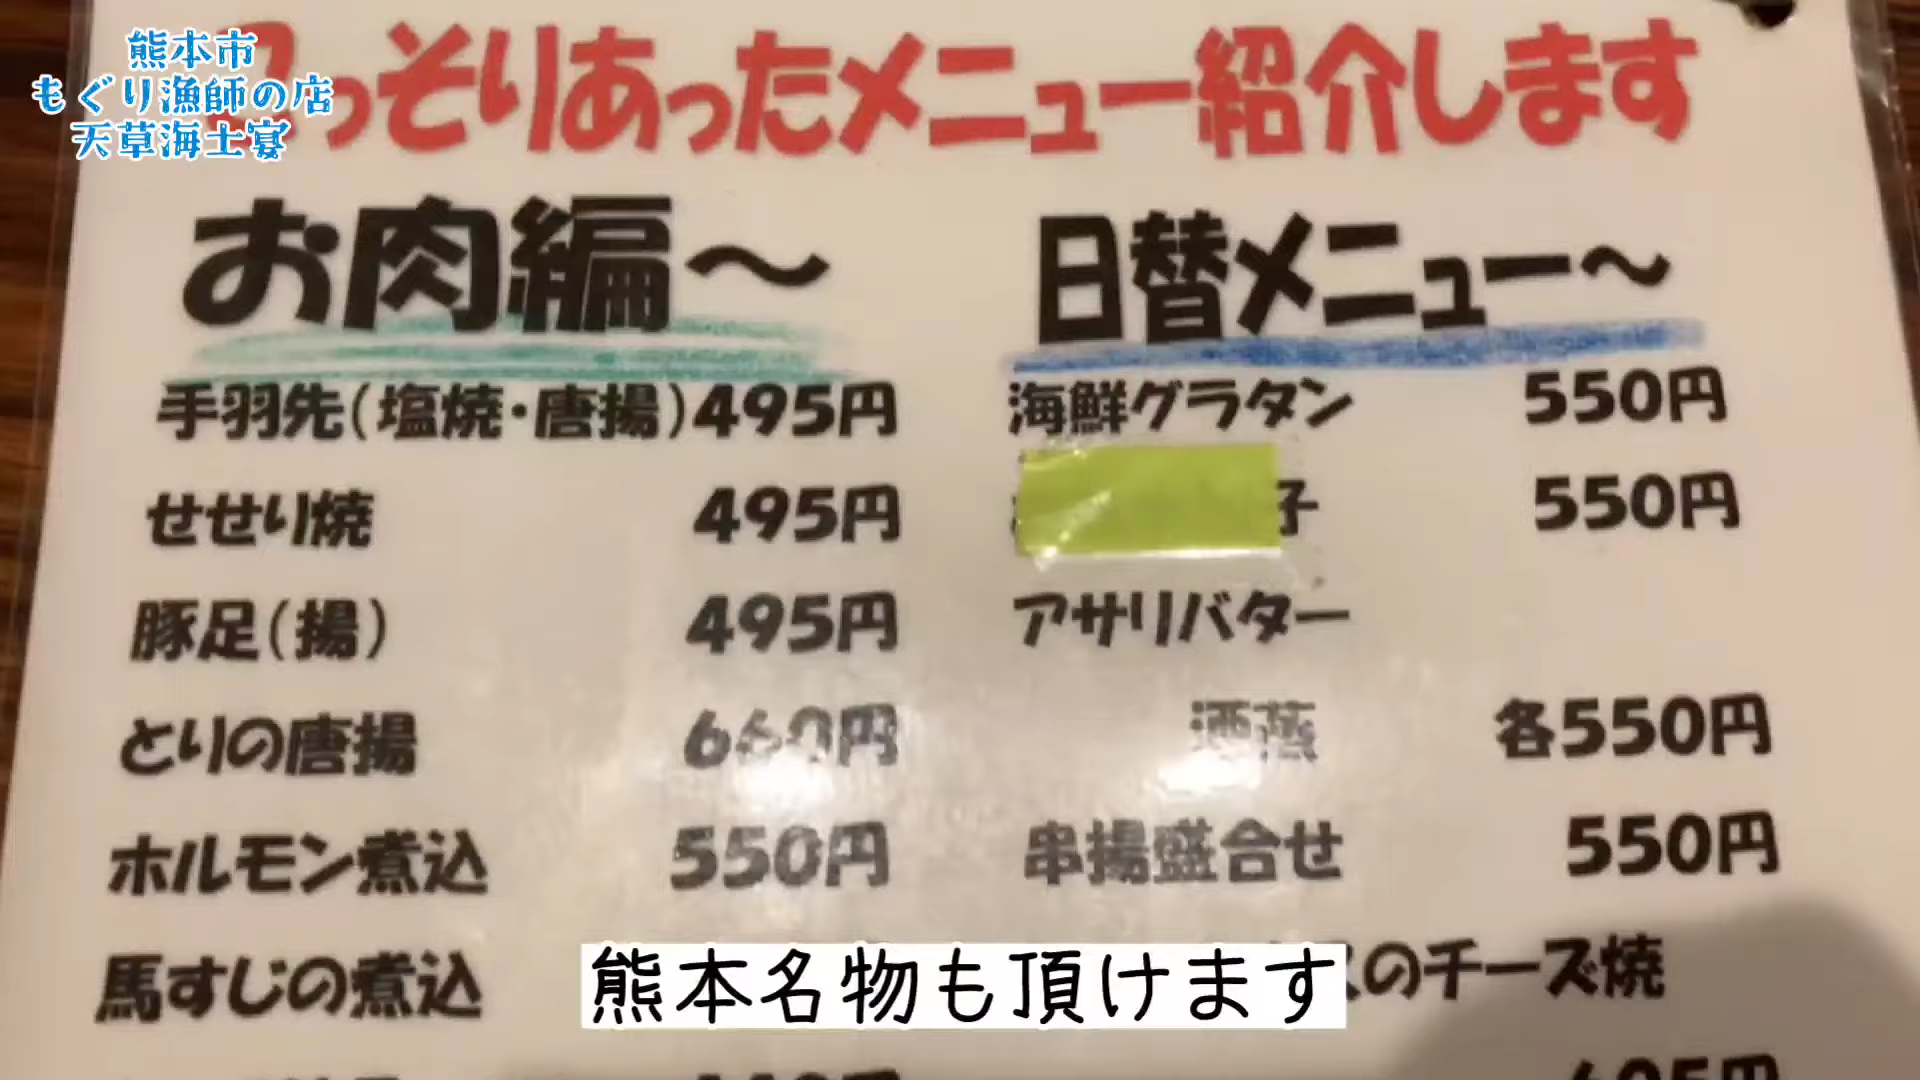 熊本市
もぐり漁師の店
天草海士宴
っそりあったメニュー紹介します
お肉編～
手羽先(塩焼・唐揚)495円
せせり焼 495円
豚足(揚) 495円
とりの唐揚 660円
ホルモン煮込 550円
馬すじの煮込
日替メニュー～
海鮮グラタン 550円
子 550円
アサリバター
酒蒸 各550円
串揚盛合せ 550円
のチーズ焼
熊本名物も頂けます